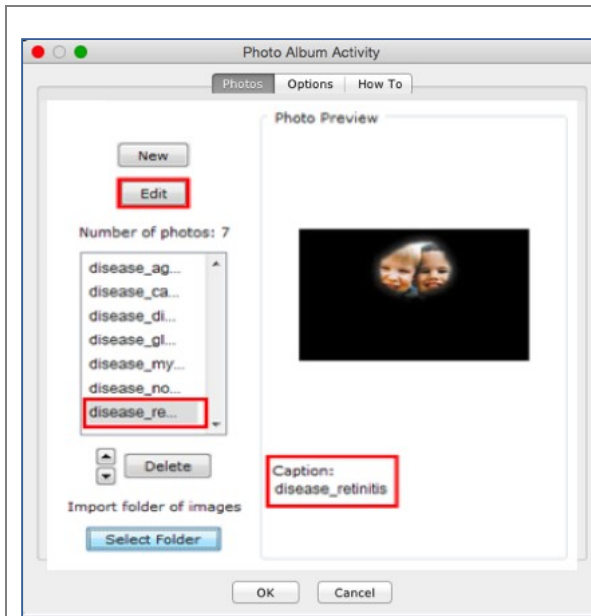 Photo Album Activity
Photos Options How To
Photo Preview
New
Edit
Number of photos: 7
disease_ag...
disease_ca...
disease_di...
disease_gl...
disease_my...
disease_no...
disease_re...
Delete
Caption:
disease_retinitis
Import folder of images
Select Folder
OK Cancel